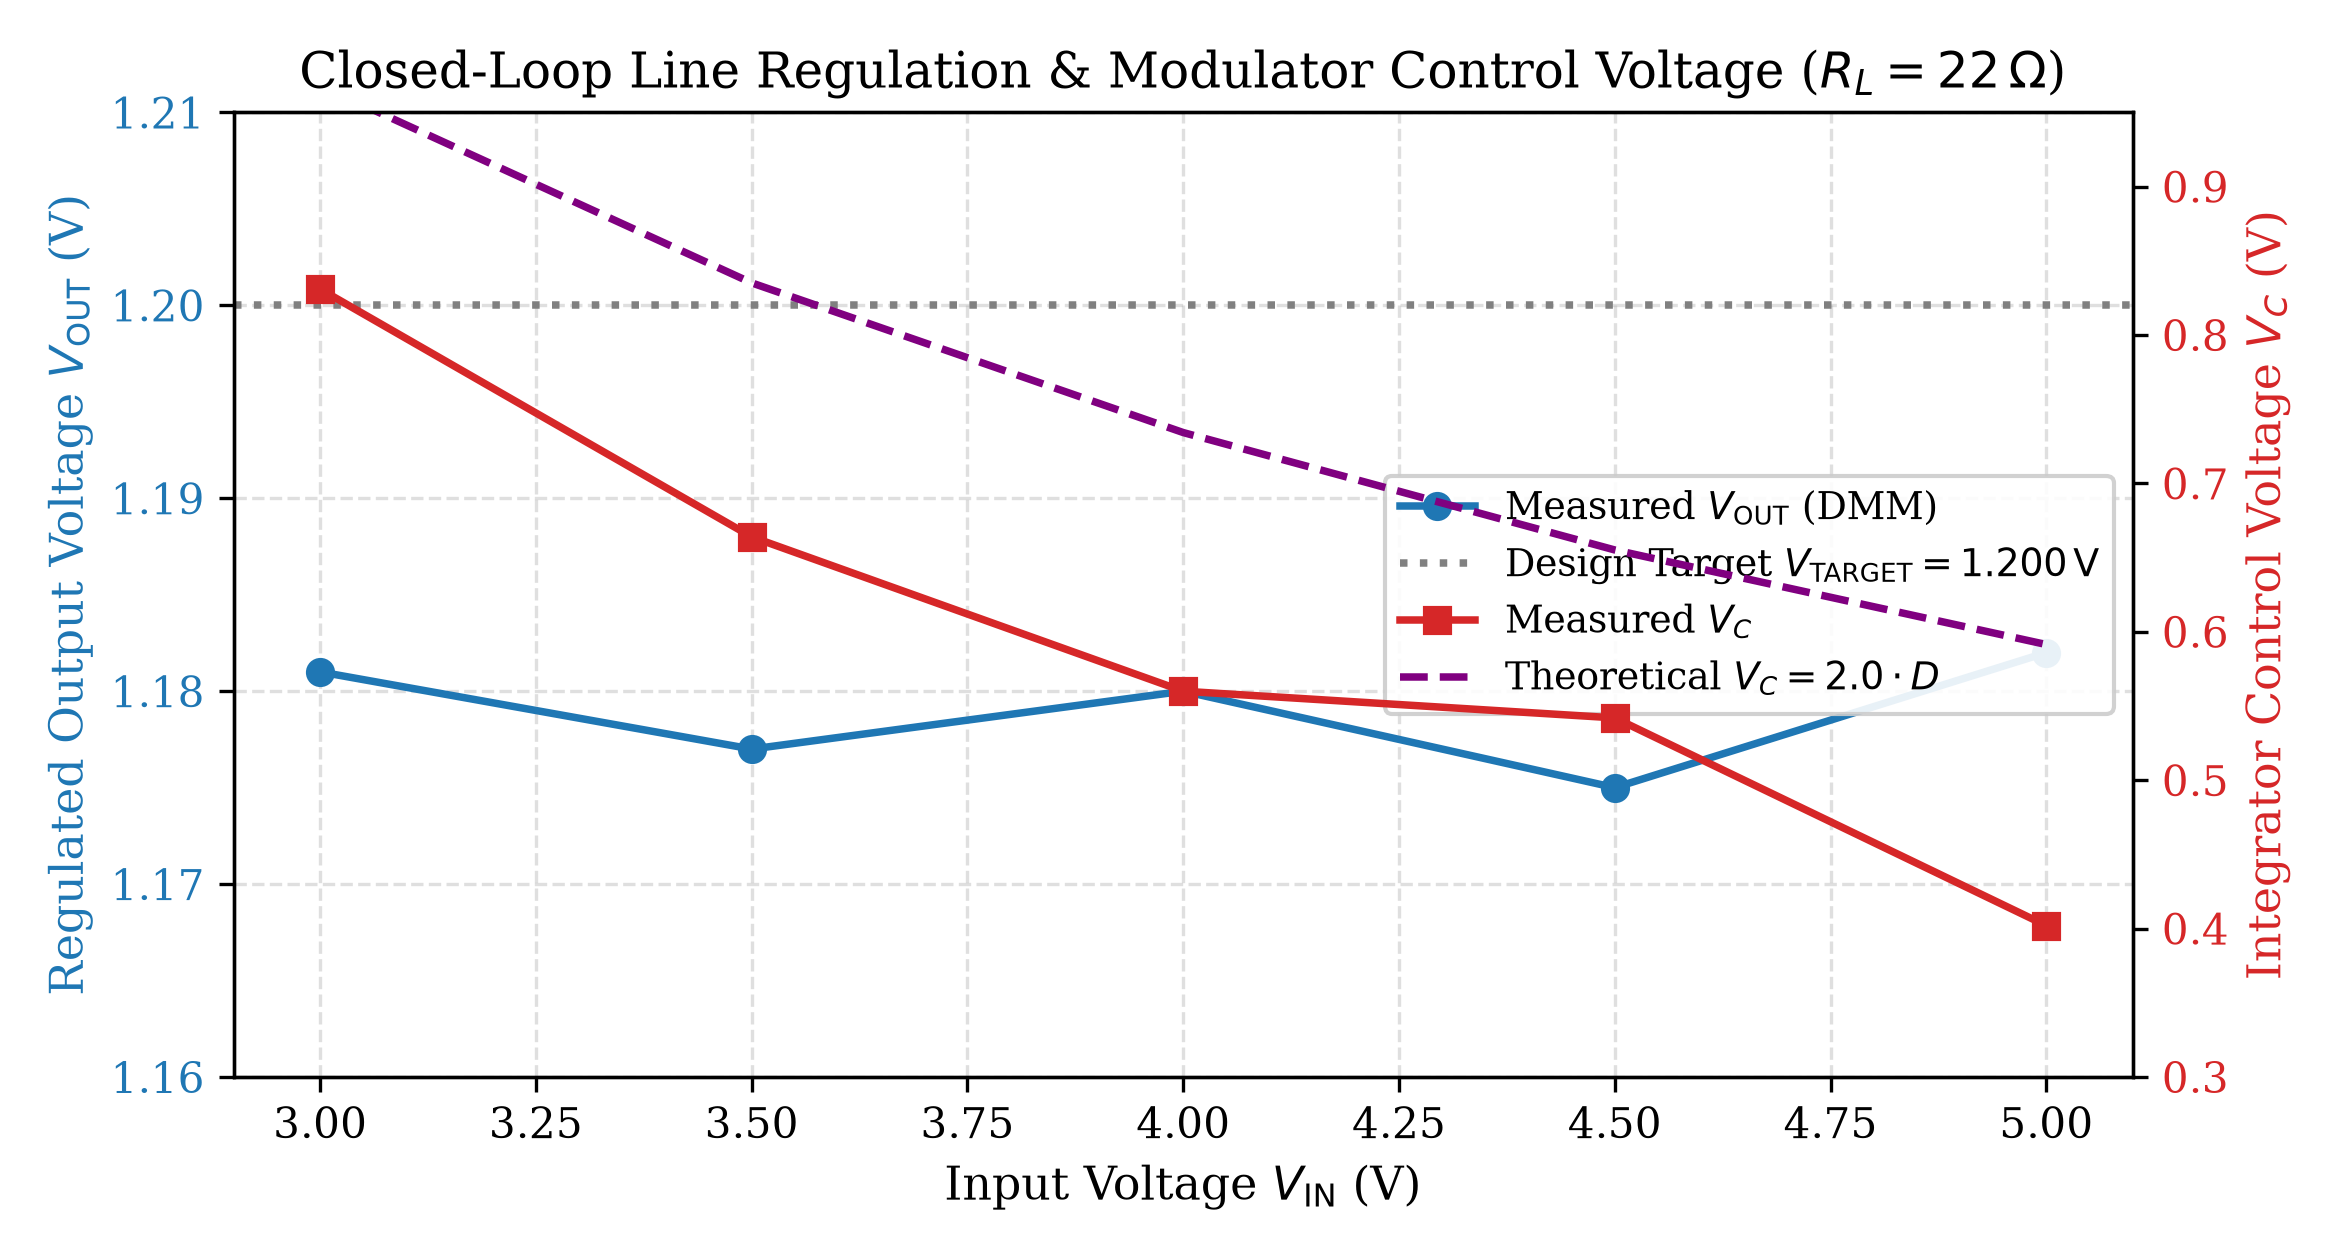 Closed-Loop Line Regulation & Modulator Control Voltage (R_L = 22 Ω)
Regulated Output Voltage V_OUT (V)
1.21
1.20
1.19
1.18
1.17
1.16
Measured V_OUT (DMM)
Design Target V_TARGET = 1.200 V
Measured V_C
Theoretical V_C = 2.0 · D
0.9
0.8
0.7
0.6
0.5
0.4
0.3
Integrator Control Voltage V_C (V)
3.00 3.25 3.50 3.75 4.00 4.25 4.50 4.75 5.00
Input Voltage V_IN (V)